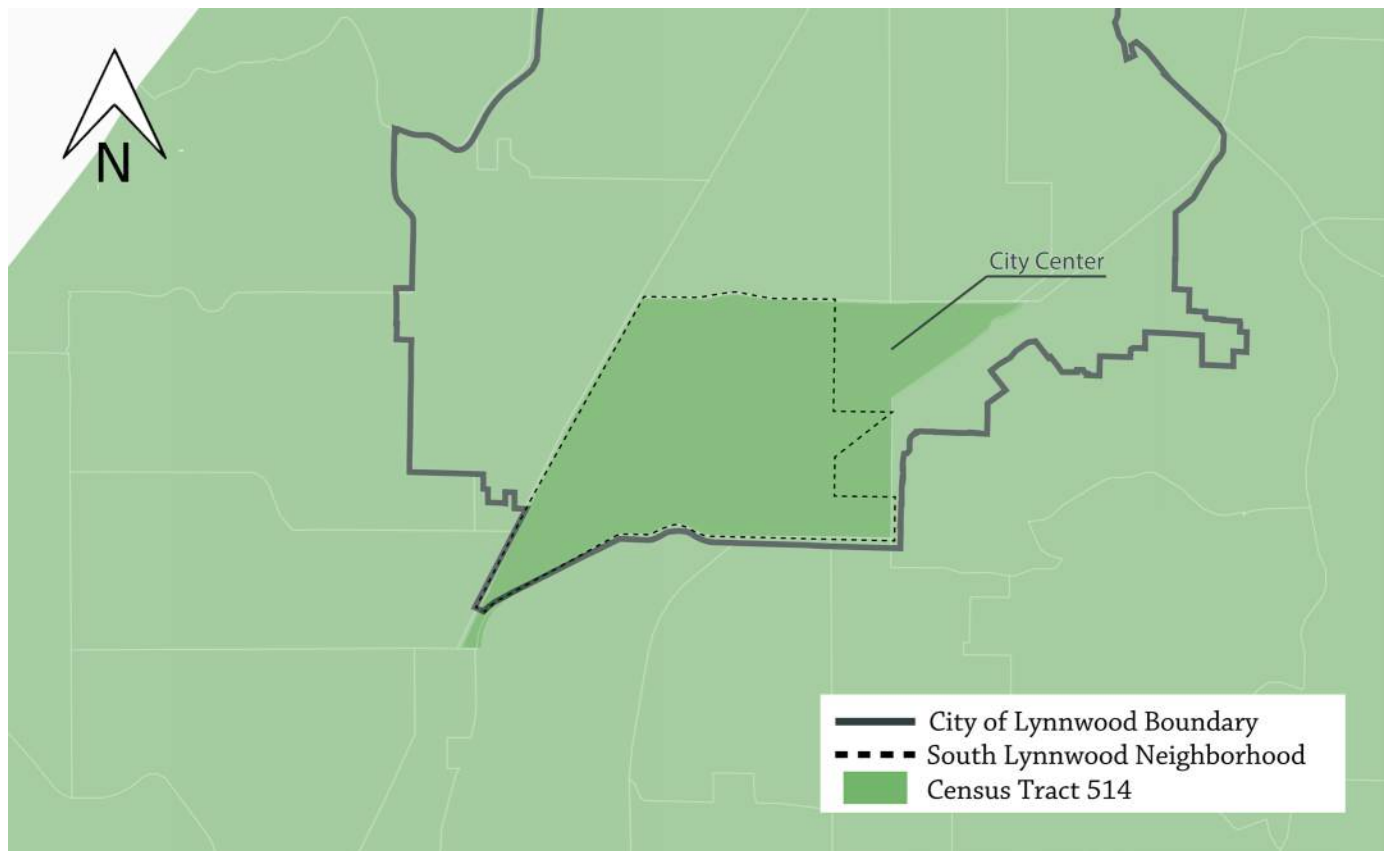 N
City Center
City of Lynnwood Boundary
South Lynnwood Neighborhood
Census Tract 514